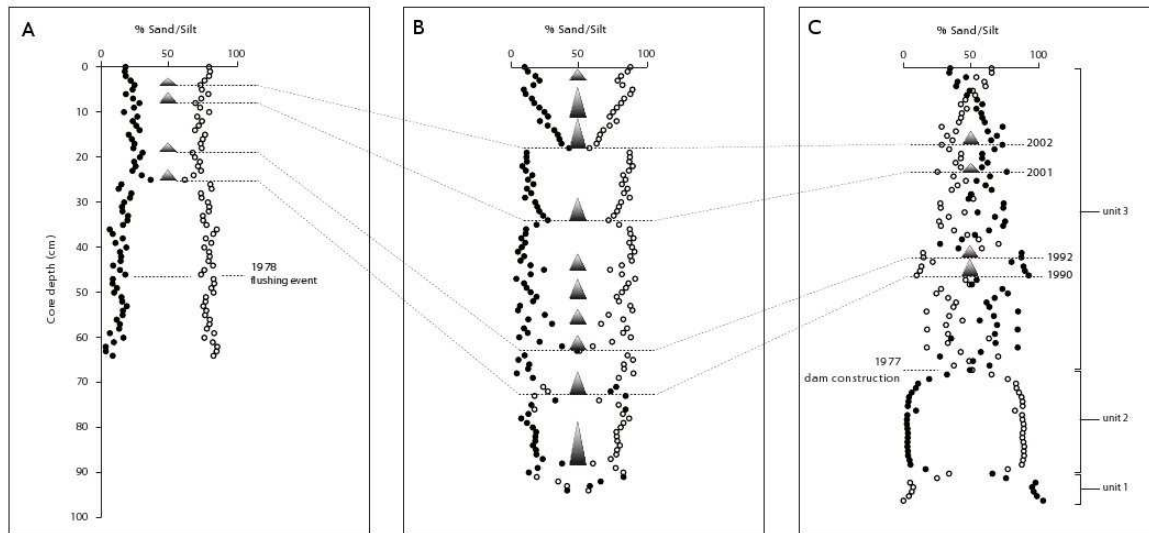 A
% Sand/Silt
0 50 100
0
10
20
30
40
50
60
70
80
90
100
Core depth (cm)
1978
flushing event
B
% Sand/Silt
0 50 100
C
% Sand/Silt
0 50 100
2002
2001
1992
1990
1977
dam construction
unit 3
unit 2
unit 1